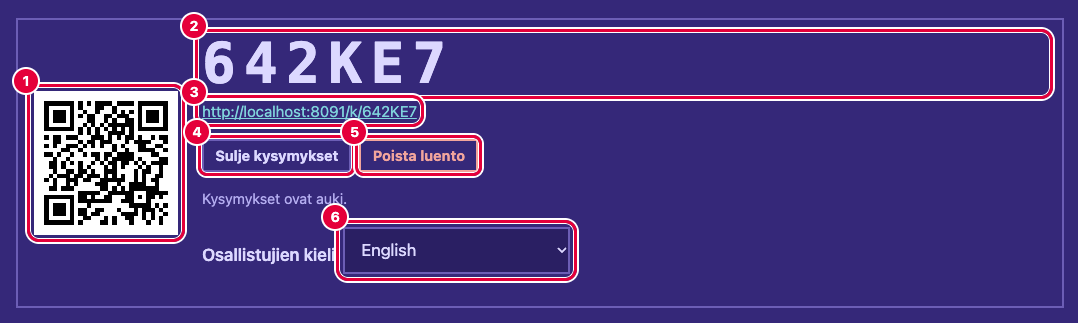 2
642KE7
1
3
http://localhost:8091/k/642KE7
4
Sulje kysymykset
5
Poista luento
Kysymykset ovat auki.
6
Osallistujien kieli
English